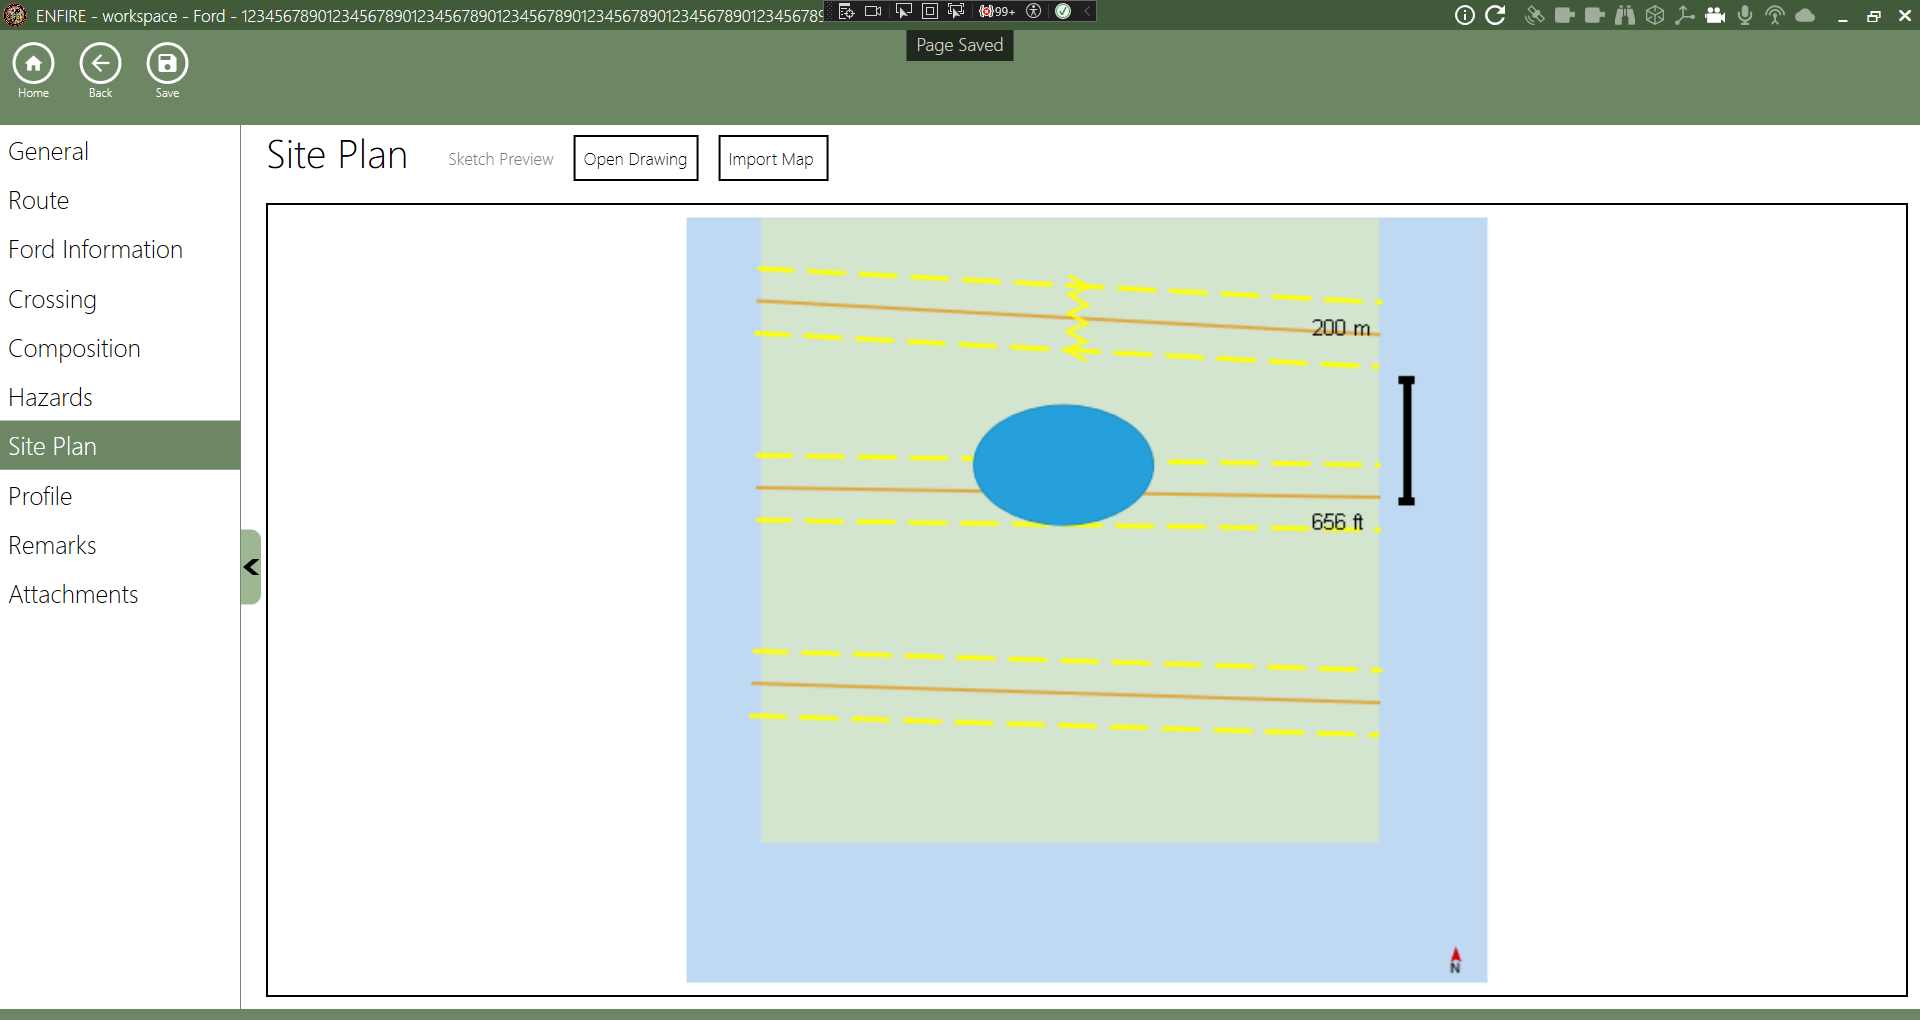 ENFIRE - workspace - Ford - 123456789012345678901234567890123456789012345678901234567890123456789
99+
Page Saved
Home
Back
Save
General
Route
Ford Information
Crossing
Composition
Hazards
Site Plan
Profile
Remarks
Attachments
Site Plan
Sketch Preview
Open Drawing
Import Map
200 m
656 ft
N